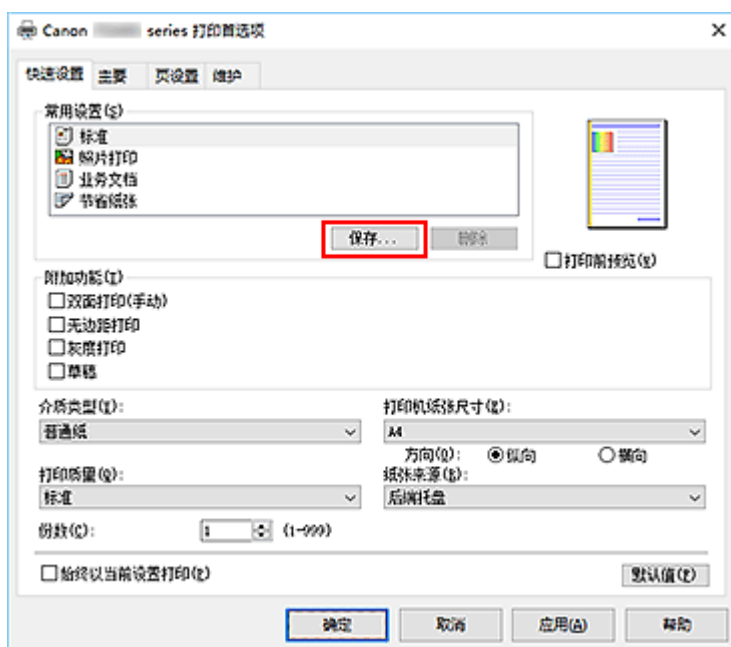 Canon series 打印首选项
快速设置 主要 页设置 维护
常用设置(S)
标准
照片打印
业务文档
节省纸张
保存... 删除
打印前预览(V)
附加功能(T)
双面打印(手动)
无边距打印
灰度打印
草稿
介质类型(Y): 打印机纸张尺寸(Z):
普通纸 A4
方向(O): 纵向 横向
打印质量(Q): 纸张来源(B):
标准 后端托盘
份数(C): 1 (1-999)
始终以当前设置打印(P)
默认值(F)
确定 取消 应用(A) 帮助